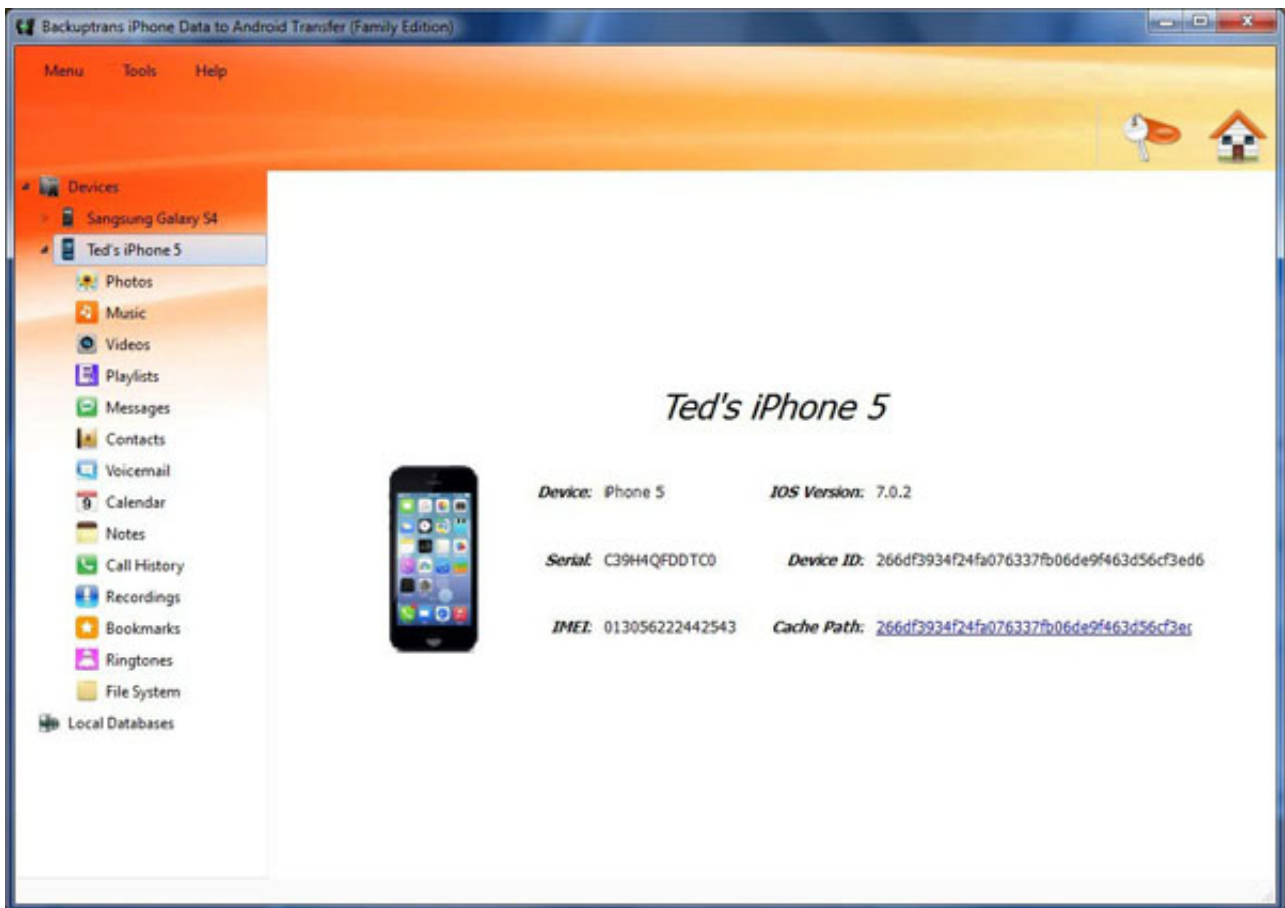 Backuptrans iPhone Data to Android Transfer (Family Edition)
Menu Tools Help
Devices
Sangsung Galaxy S4
Ted's iPhone 5
Photos
Music
Videos
Playlists
Messages
Contacts
Voicemail
9 Calendar
Notes
Call History
Recordings
Bookmarks
Ringtones
File System
Local Databases
Ted's iPhone 5
Device: iPhone 5 IOS Version: 7.0.2
Serial: C39H4QFDDTC0 Device ID: 266df3934f24fa076337fb06de9f463d56cf3ed6
IMEI: 013056222442543 Cache Path: 266df3934f24fa076337fb06de9f463d56cf3ec